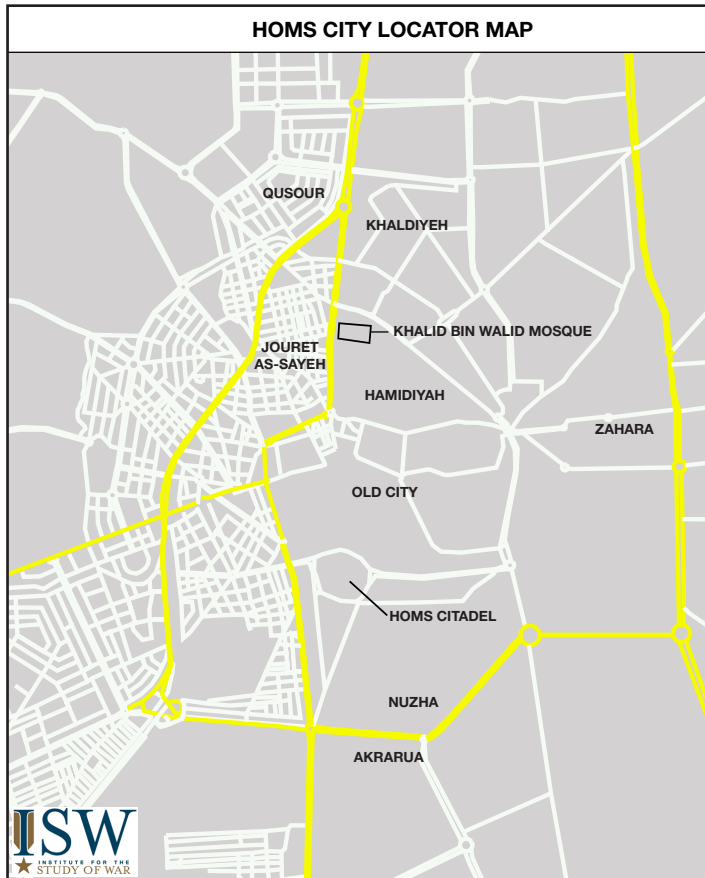 HOMS CITY LOCATOR MAP
QUSOUR
KHALDIYEH
KHALID BIN WALID MOSQUE
JOURET
AS-SAYEH
HAMIDIYAH
ZAHARA
OLD CITY
HOMS CITADEL
NUZHA
AKRARUA
ISW
INSTITUTE FOR THE
STUDY OF WAR